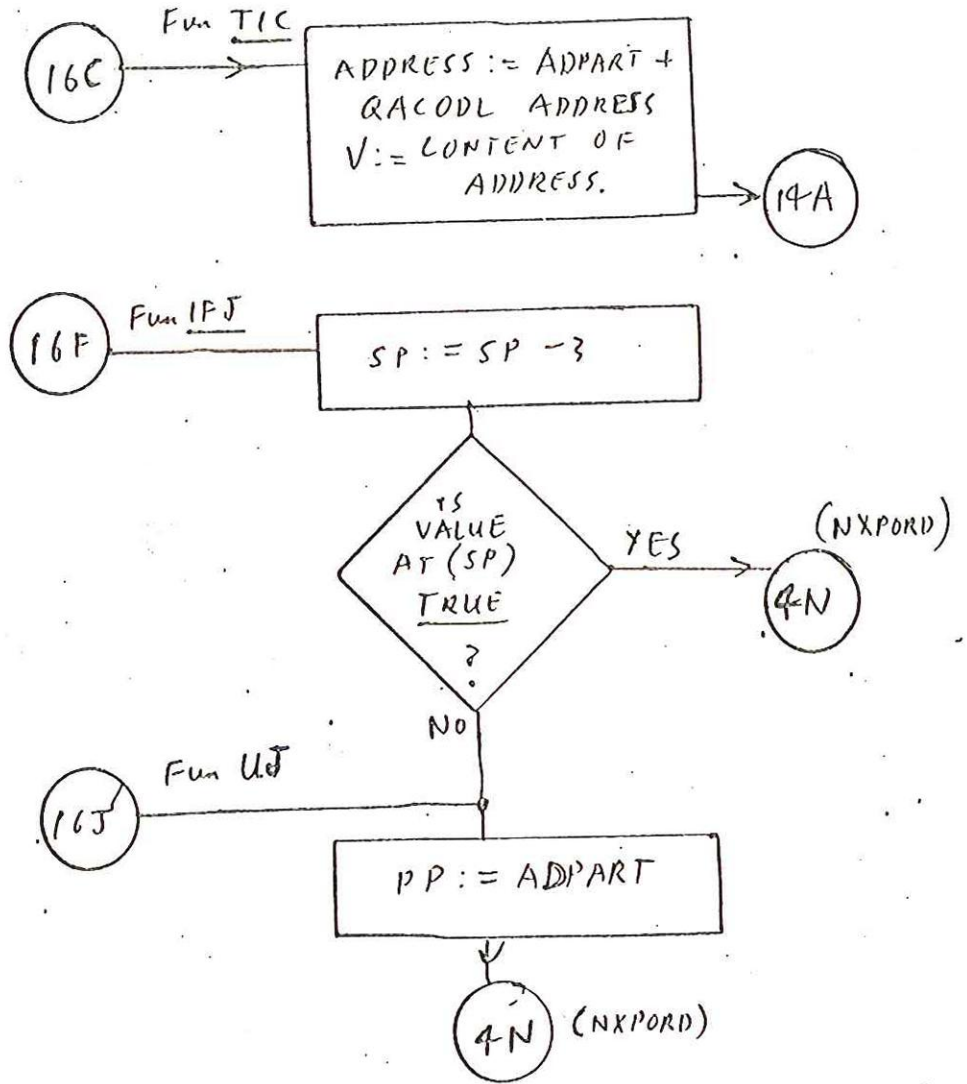 Fun TIC
16C
ADDRESS := ADPART +
QACODL ADDRESS
V := CONTENT OF
ADDRESS.
14A
Fun IFJ
16F
SP := SP - 3
IS
VALUE
AT (SP)
TRUE
?
YES
(NXPORD)
4N
NO
Fun UJ
16J
PP := ADPART
4N
(NXPORD)